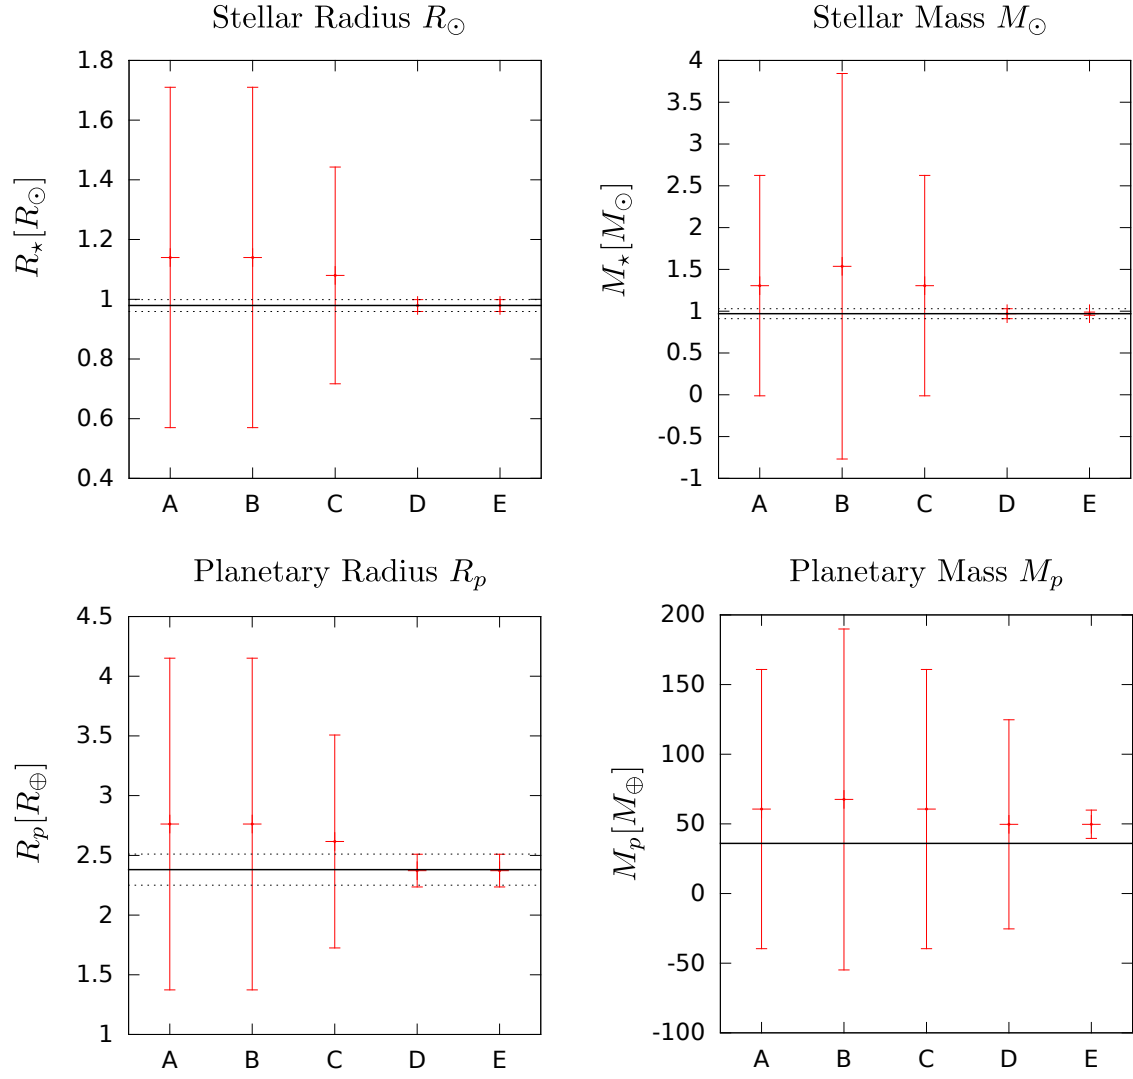 Stellar Radius R⊙
R⋆[R⊙]
1.8
1.6
1.4
1.2
1
0.8
0.6
0.4
A B C D E
Stellar Mass M⊙
M⋆[M⊙]
4
3.5
3
2.5
2
1.5
1
0.5
0
-0.5
-1
A B C D E
Planetary Radius Rp
Rp[R⊕]
4.5
4
3.5
3
2.5
2
1.5
1
A B C D E
Planetary Mass Mp
Mp[M⊕]
200
150
100
50
0
-50
-100
A B C D E